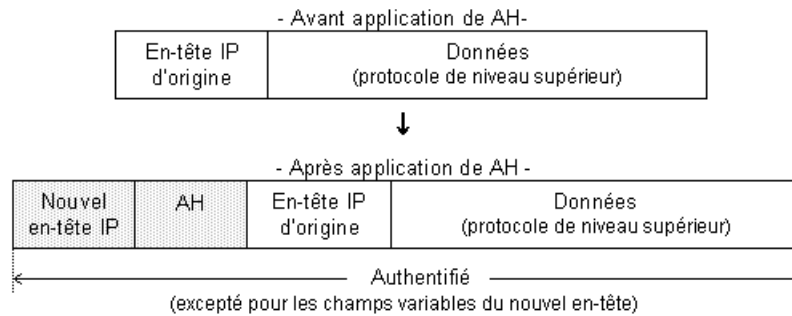 - Avant application de AH-
En-tête IP
d'origine
Données
(protocole de niveau supérieur)
- Après application de AH -
Nouvel
en-tête IP
AH
En-tête IP
d'origine
Données
(protocole de niveau supérieur)
Authentifié
(excepté pour les champs variables du nouvel en-tête)